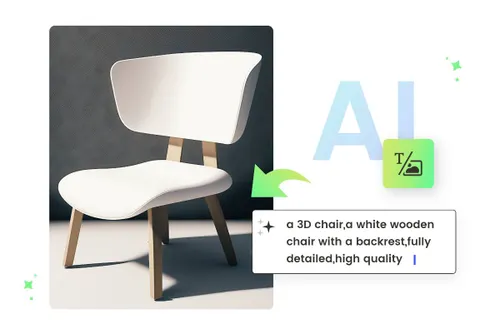 AI
T/
a 3D chair,a white wooden
chair with a backrest,fully
detailed,high quality